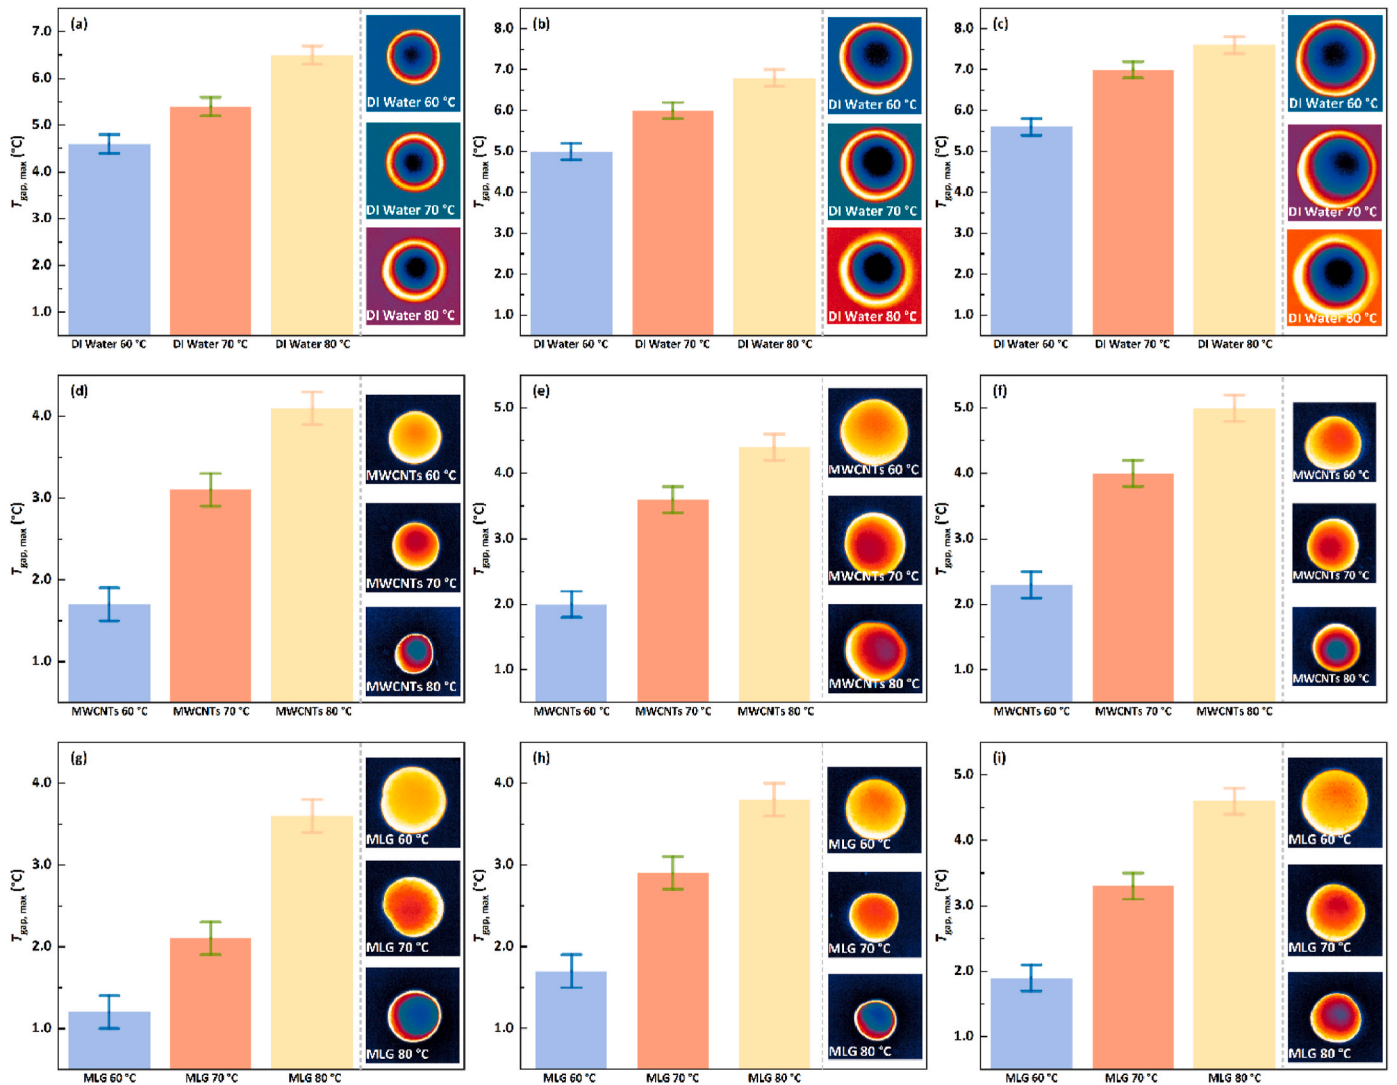 (a)
7.0
6.0
5.0
4.0
3.0
2.0
1.0
T gap, max (°C)
DI Water 60 °C
DI Water 70 °C
DI Water 80 °C
DI Water 60 °C DI Water 70 °C DI Water 80 °C
(b)
8.0
7.0
6.0
5.0
4.0
3.0
2.0
1.0
T gap, max (°C)
DI Water 60 °C
DI Water 70 °C
DI Water 80 °C
DI Water 60 °C DI Water 70 °C DI Water 80 °C
(c)
8.0
7.0
6.0
5.0
4.0
3.0
2.0
1.0
T gap, max (°C)
DI Water 60 °C
DI Water 70 °C
DI Water 80 °C
DI Water 60 °C DI Water 70 °C DI Water 80 °C
(d)
4.0
3.0
2.0
1.0
T gap, max (°C)
MWCNTs 60 °C
MWCNTs 70 °C
MWCNTs 80 °C
MWCNTs 60 °C MWCNTs 70 °C MWCNTs 80 °C
(e)
5.0
4.0
3.0
2.0
1.0
T gap, max (°C)
MWCNTs 60 °C
MWCNTs 70 °C
MWCNTs 80 °C
MWCNTs 60 °C MWCNTs 70 °C MWCNTs 80 °C
(f)
5.0
4.0
3.0
2.0
1.0
T gap, max (°C)
MWCNTs 60 °C
MWCNTs 70 °C
MWCNTs 80 °C
MWCNTs 60 °C MWCNTs 70 °C MWCNTs 80 °C
(g)
4.0
3.0
2.0
1.0
T gap, max (°C)
MLG 60 °C
MLG 70 °C
MLG 80 °C
MLG 60 °C MLG 70 °C MLG 80 °C
(h)
4.0
3.0
2.0
1.0
T gap, max (°C)
MLG 60 °C
MLG 70 °C
MLG 80 °C
MLG 60 °C MLG 70 °C MLG 80 °C
(i)
5.0
4.0
3.0
2.0
1.0
T gap, max (°C)
MLG 60 °C
MLG 70 °C
MLG 80 °C
MLG 60 °C MLG 70 °C MLG 80 °C